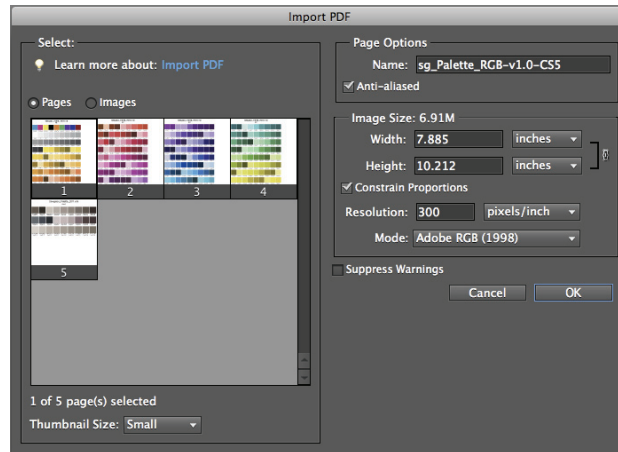 Import PDF
Select:
Learn more about: Import PDF
Pages Images
1 2 3 4
5
1 of 5 page(s) selected
Thumbnail Size: Small
Page Options
Name: sg_Palette_RGB-v1.0-CS5
Anti-aliased
Image Size: 6.91M
Width: 7.885 inches
Height: 10.212 inches
Constrain Proportions
Resolution: 300 pixels/inch
Mode: Adobe RGB (1998)
Suppress Warnings
Cancel OK